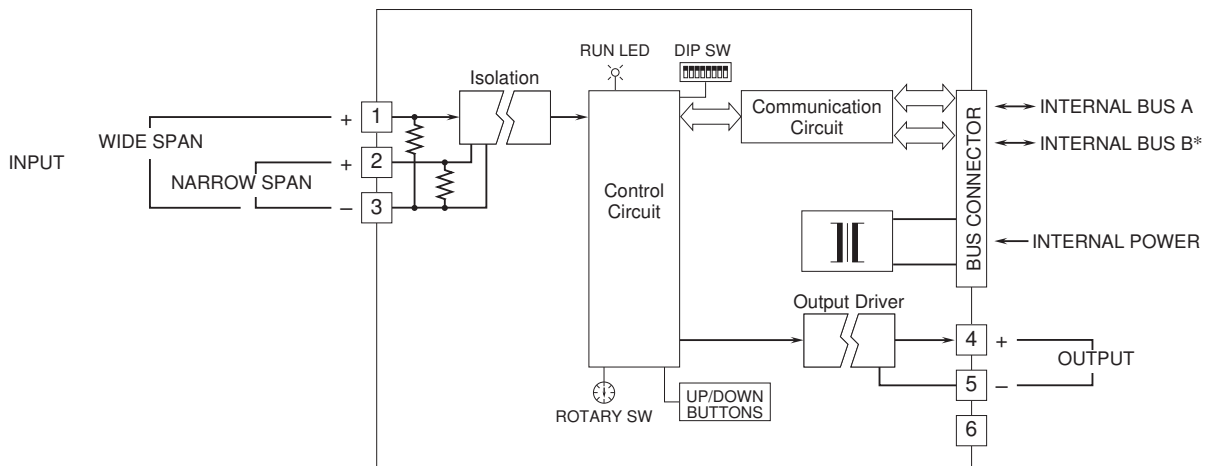 RUN LED
DIP SW
Isolation
Communication
Circuit
BUS CONNECTOR
INTERNAL BUS A
INTERNAL BUS B*
INPUT
WIDE SPAN
+ 1
+ 2
NARROW SPAN
− 3
Control
Circuit
INTERNAL POWER
Output Driver
4 +
OUTPUT
5 −
6
ROTARY SW
UP/DOWN
BUTTONS